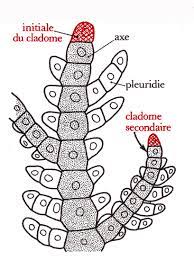 initiale
du cladome
axe
pleuridie
cladome
secondaire